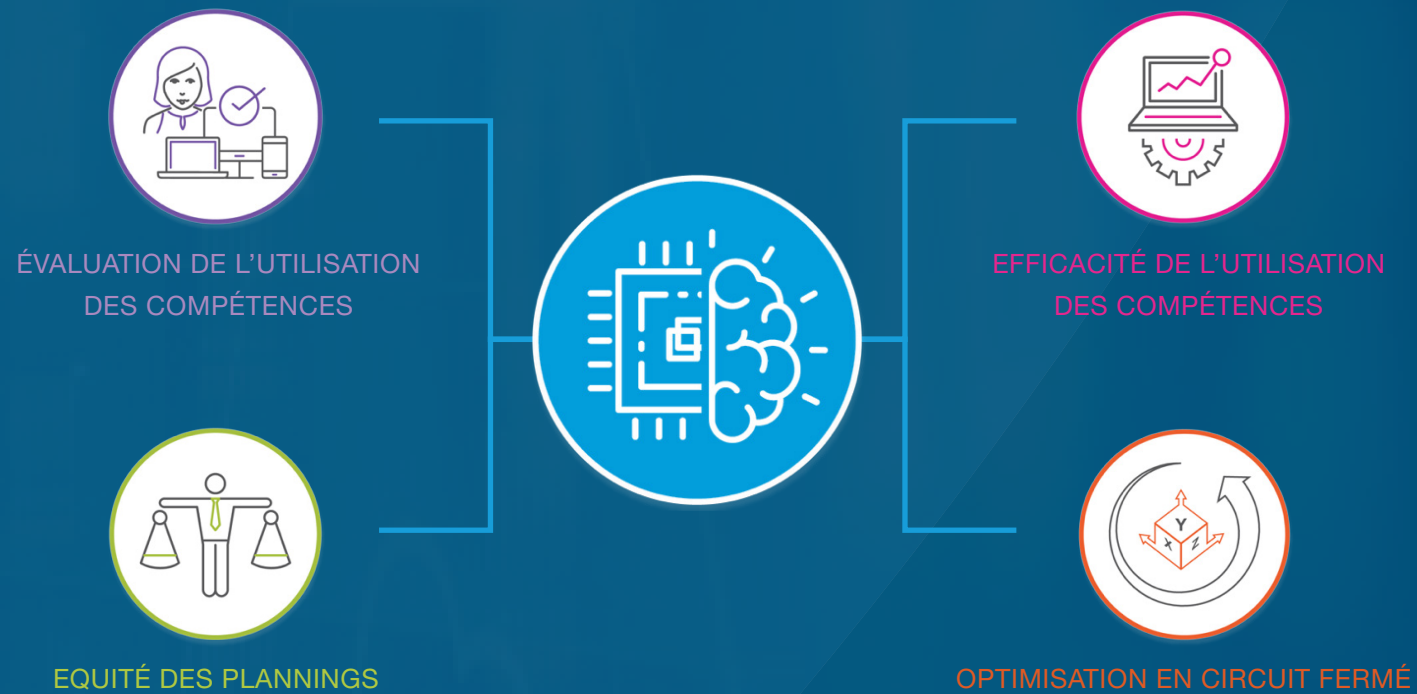 ÉVALUATION DE L’UTILISATION
DES COMPÉTENCES
EFFICACITÉ DE L’UTILISATION
DES COMPÉTENCES
EQUITÉ DES PLANNINGS
Y
X
Z
OPTIMISATION EN CIRCUIT FERMÉ